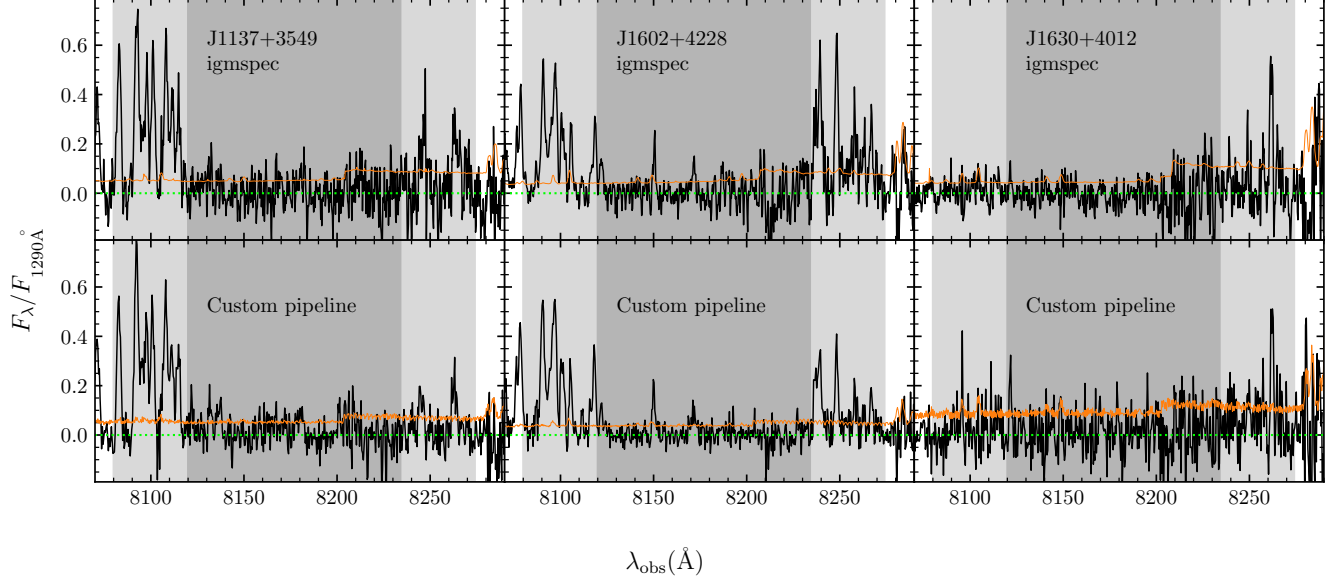 J1137+3549
igmspec
J1602+4228
igmspec
J1630+4012
igmspec
0.6
0.4
0.2
0.0
Custom pipeline
Custom pipeline
Custom pipeline
0.6
0.4
0.2
0.0
Fλ/F1290Å
8100 8150 8200 8250 8100 8150 8200 8250 8100 8150 8200 8250
λobs(Å)